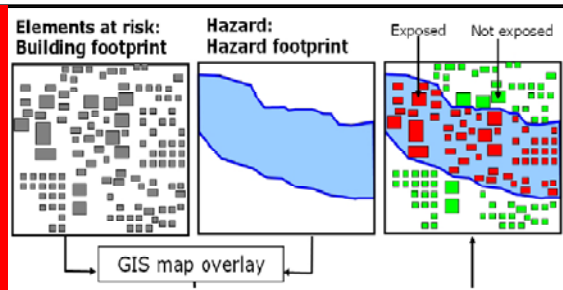 Elements at risk:
Building footprint
Hazard:
Hazard footprint
Exposed
Not exposed
GIS map overlay